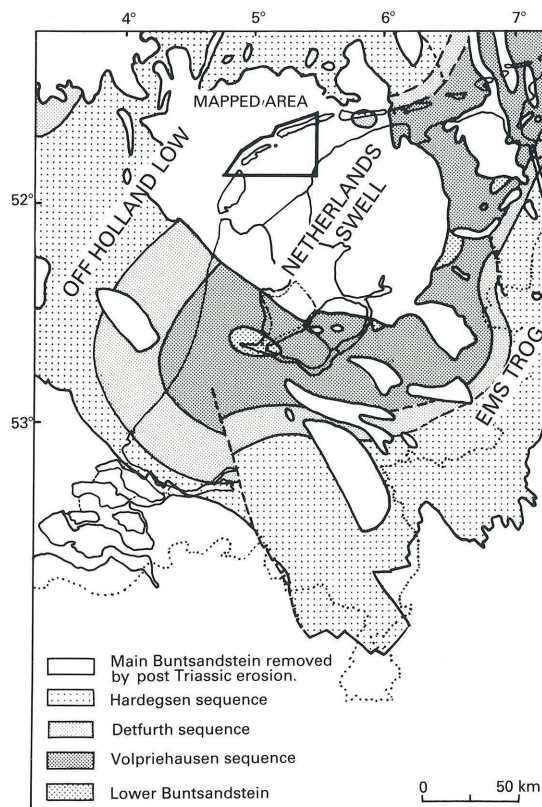 4° 5° 6° 7°
MAPPED AREA
52°
OFF HOLLAND LOW
NETHERLANDS
SWELL
53°
EMS TROG
Main Buntsandstein removed
by post Triassic erosion.
Hardegsen sequence
Detfurth sequence
Volpriehausen sequence
Lower Buntsandstein
0 50 km